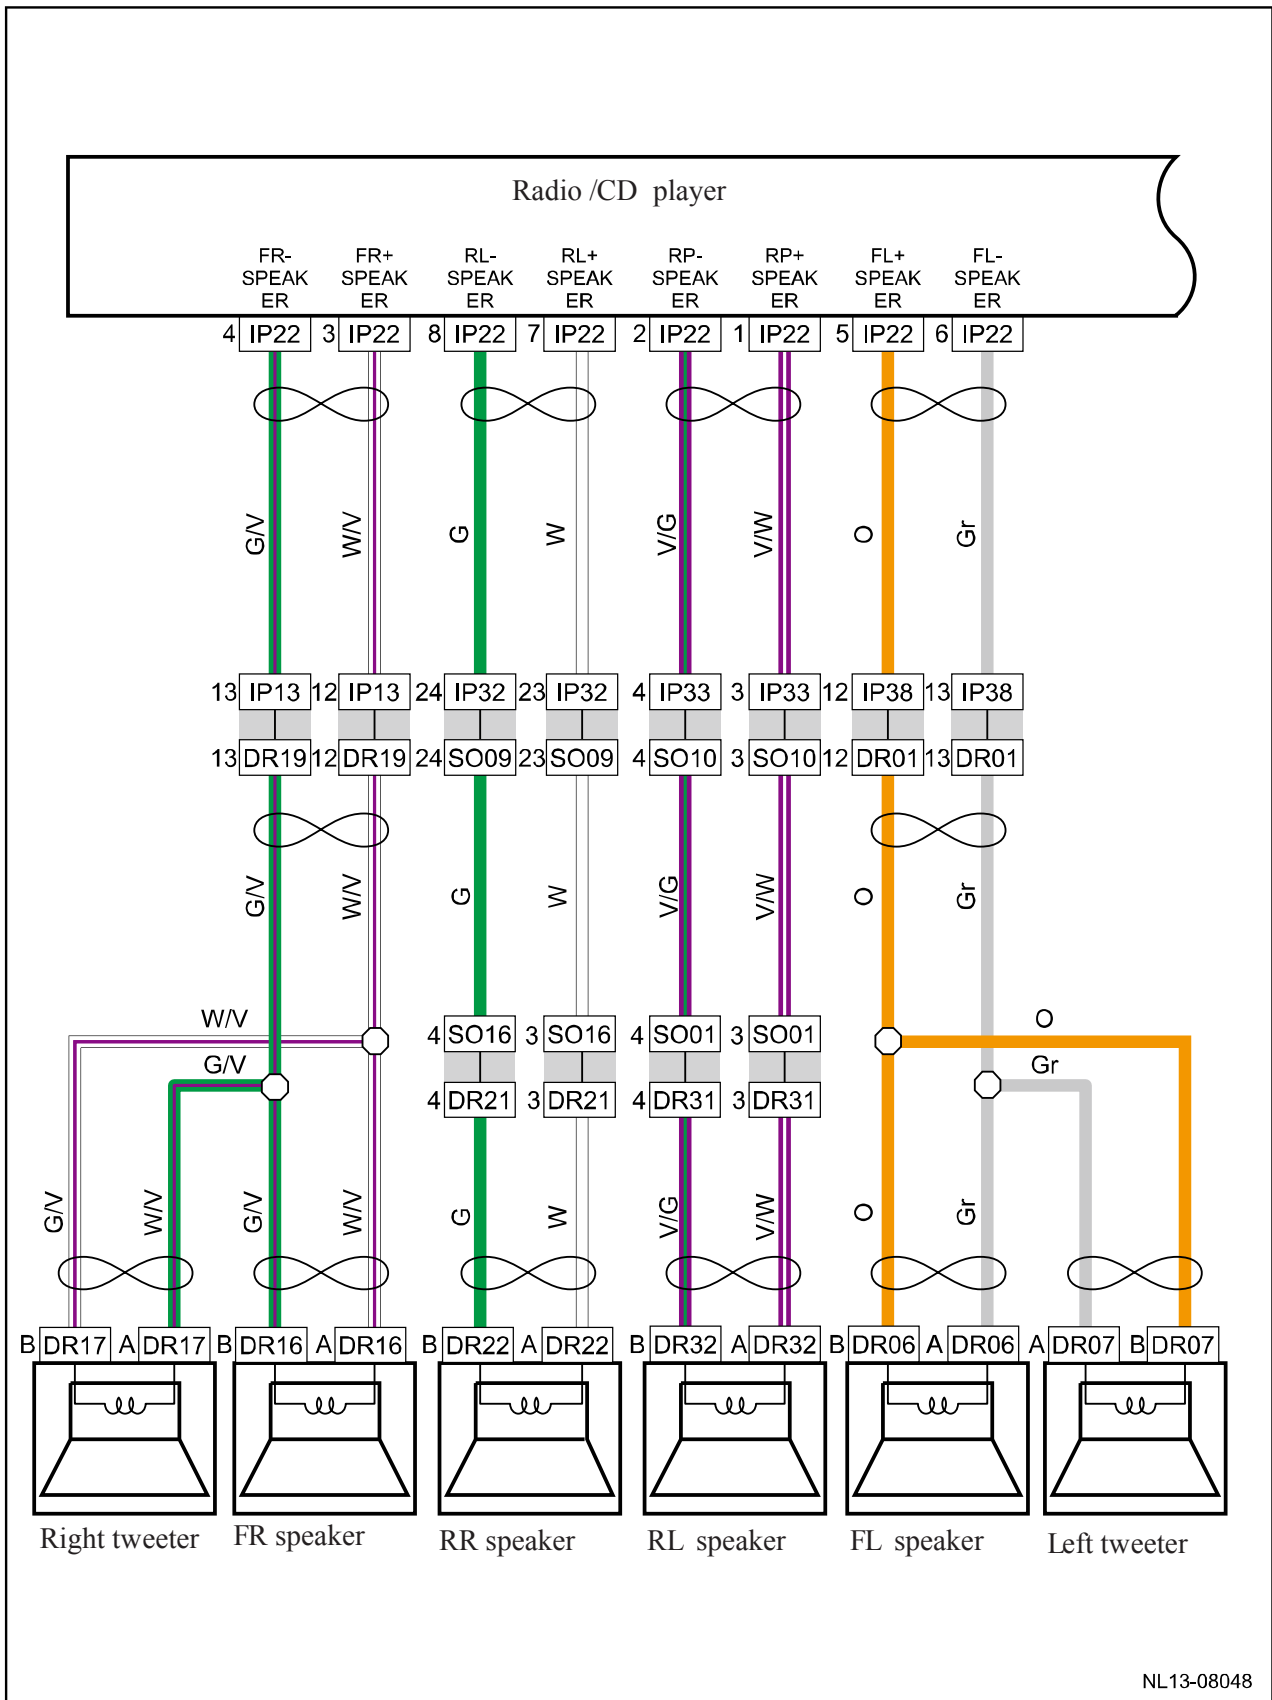 Radio /CD player
FR- FR+ RL- RL+ RP- RP+ FL+ FL-
SPEAK SPEAK SPEAK SPEAK SPEAK SPEAK SPEAK SPEAK
ER ER ER ER ER ER ER ER
4 IP22 3 IP22 8 IP22 7 IP22 2 IP22 1 IP22 5 IP22 6 IP22
G/V W/V G W V/G V/W O Gr
13 IP13 12 IP13 24 IP32 23 IP32 4 IP33 3 IP33 12 IP38 13 IP38
13 DR19 12 DR19 24 SO09 23 SO09 4 SO10 3 SO10 12 DR01 13 DR01
G/V W/V G W V/G V/W O Gr
W/V O
4 SO16 3 SO16 4 SO01 3 SO01
G/V Gr
4 DR21 3 DR21 4 DR31 3 DR31
G/V W/V G/V W/V G W V/G V/W O Gr
B DR17 A DR17 B DR16 A DR16 B DR22 A DR22 B DR32 A DR32 B DR06 A DR06 A DR07 B DR07
Right tweeter FR speaker RR speaker RL speaker FL speaker Left tweeter
NL13-08048